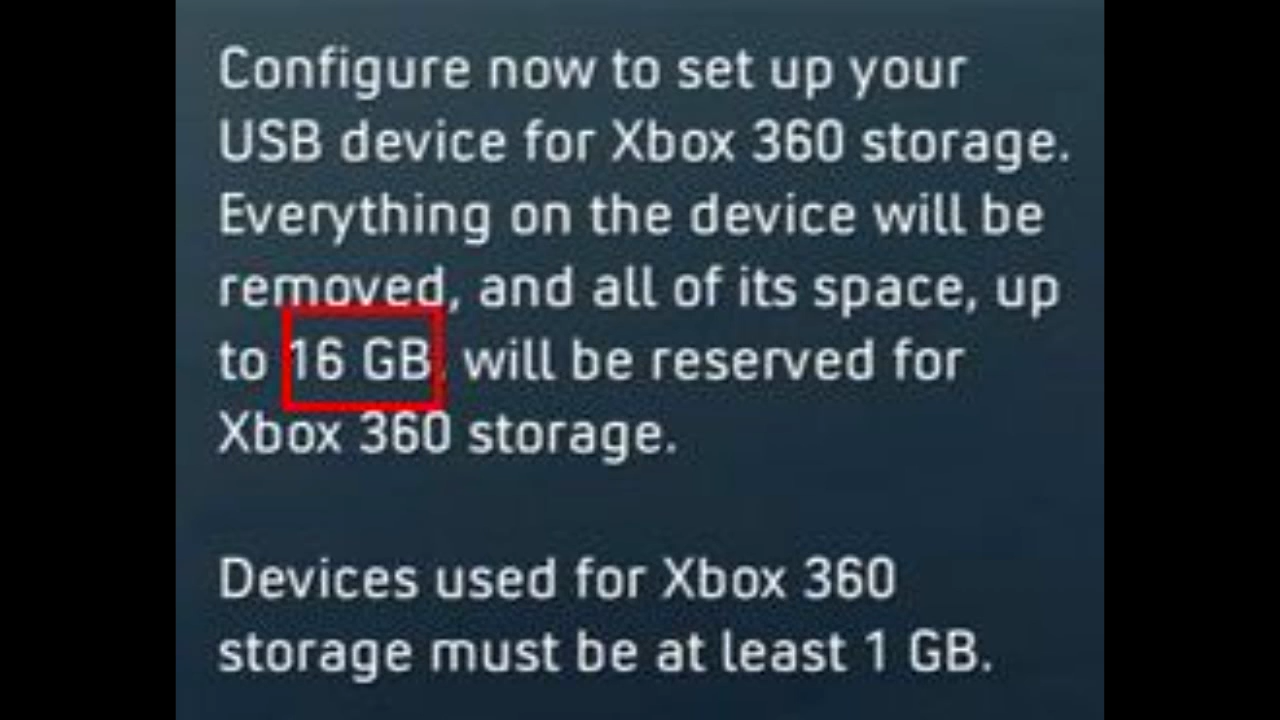 Configure now to set up your
USB device for Xbox 360 storage.
Everything on the device will be
removed, and all of its space, up
to 16 GB, will be reserved for
Xbox 360 storage.
Devices used for Xbox 360
storage must be at least 1 GB.